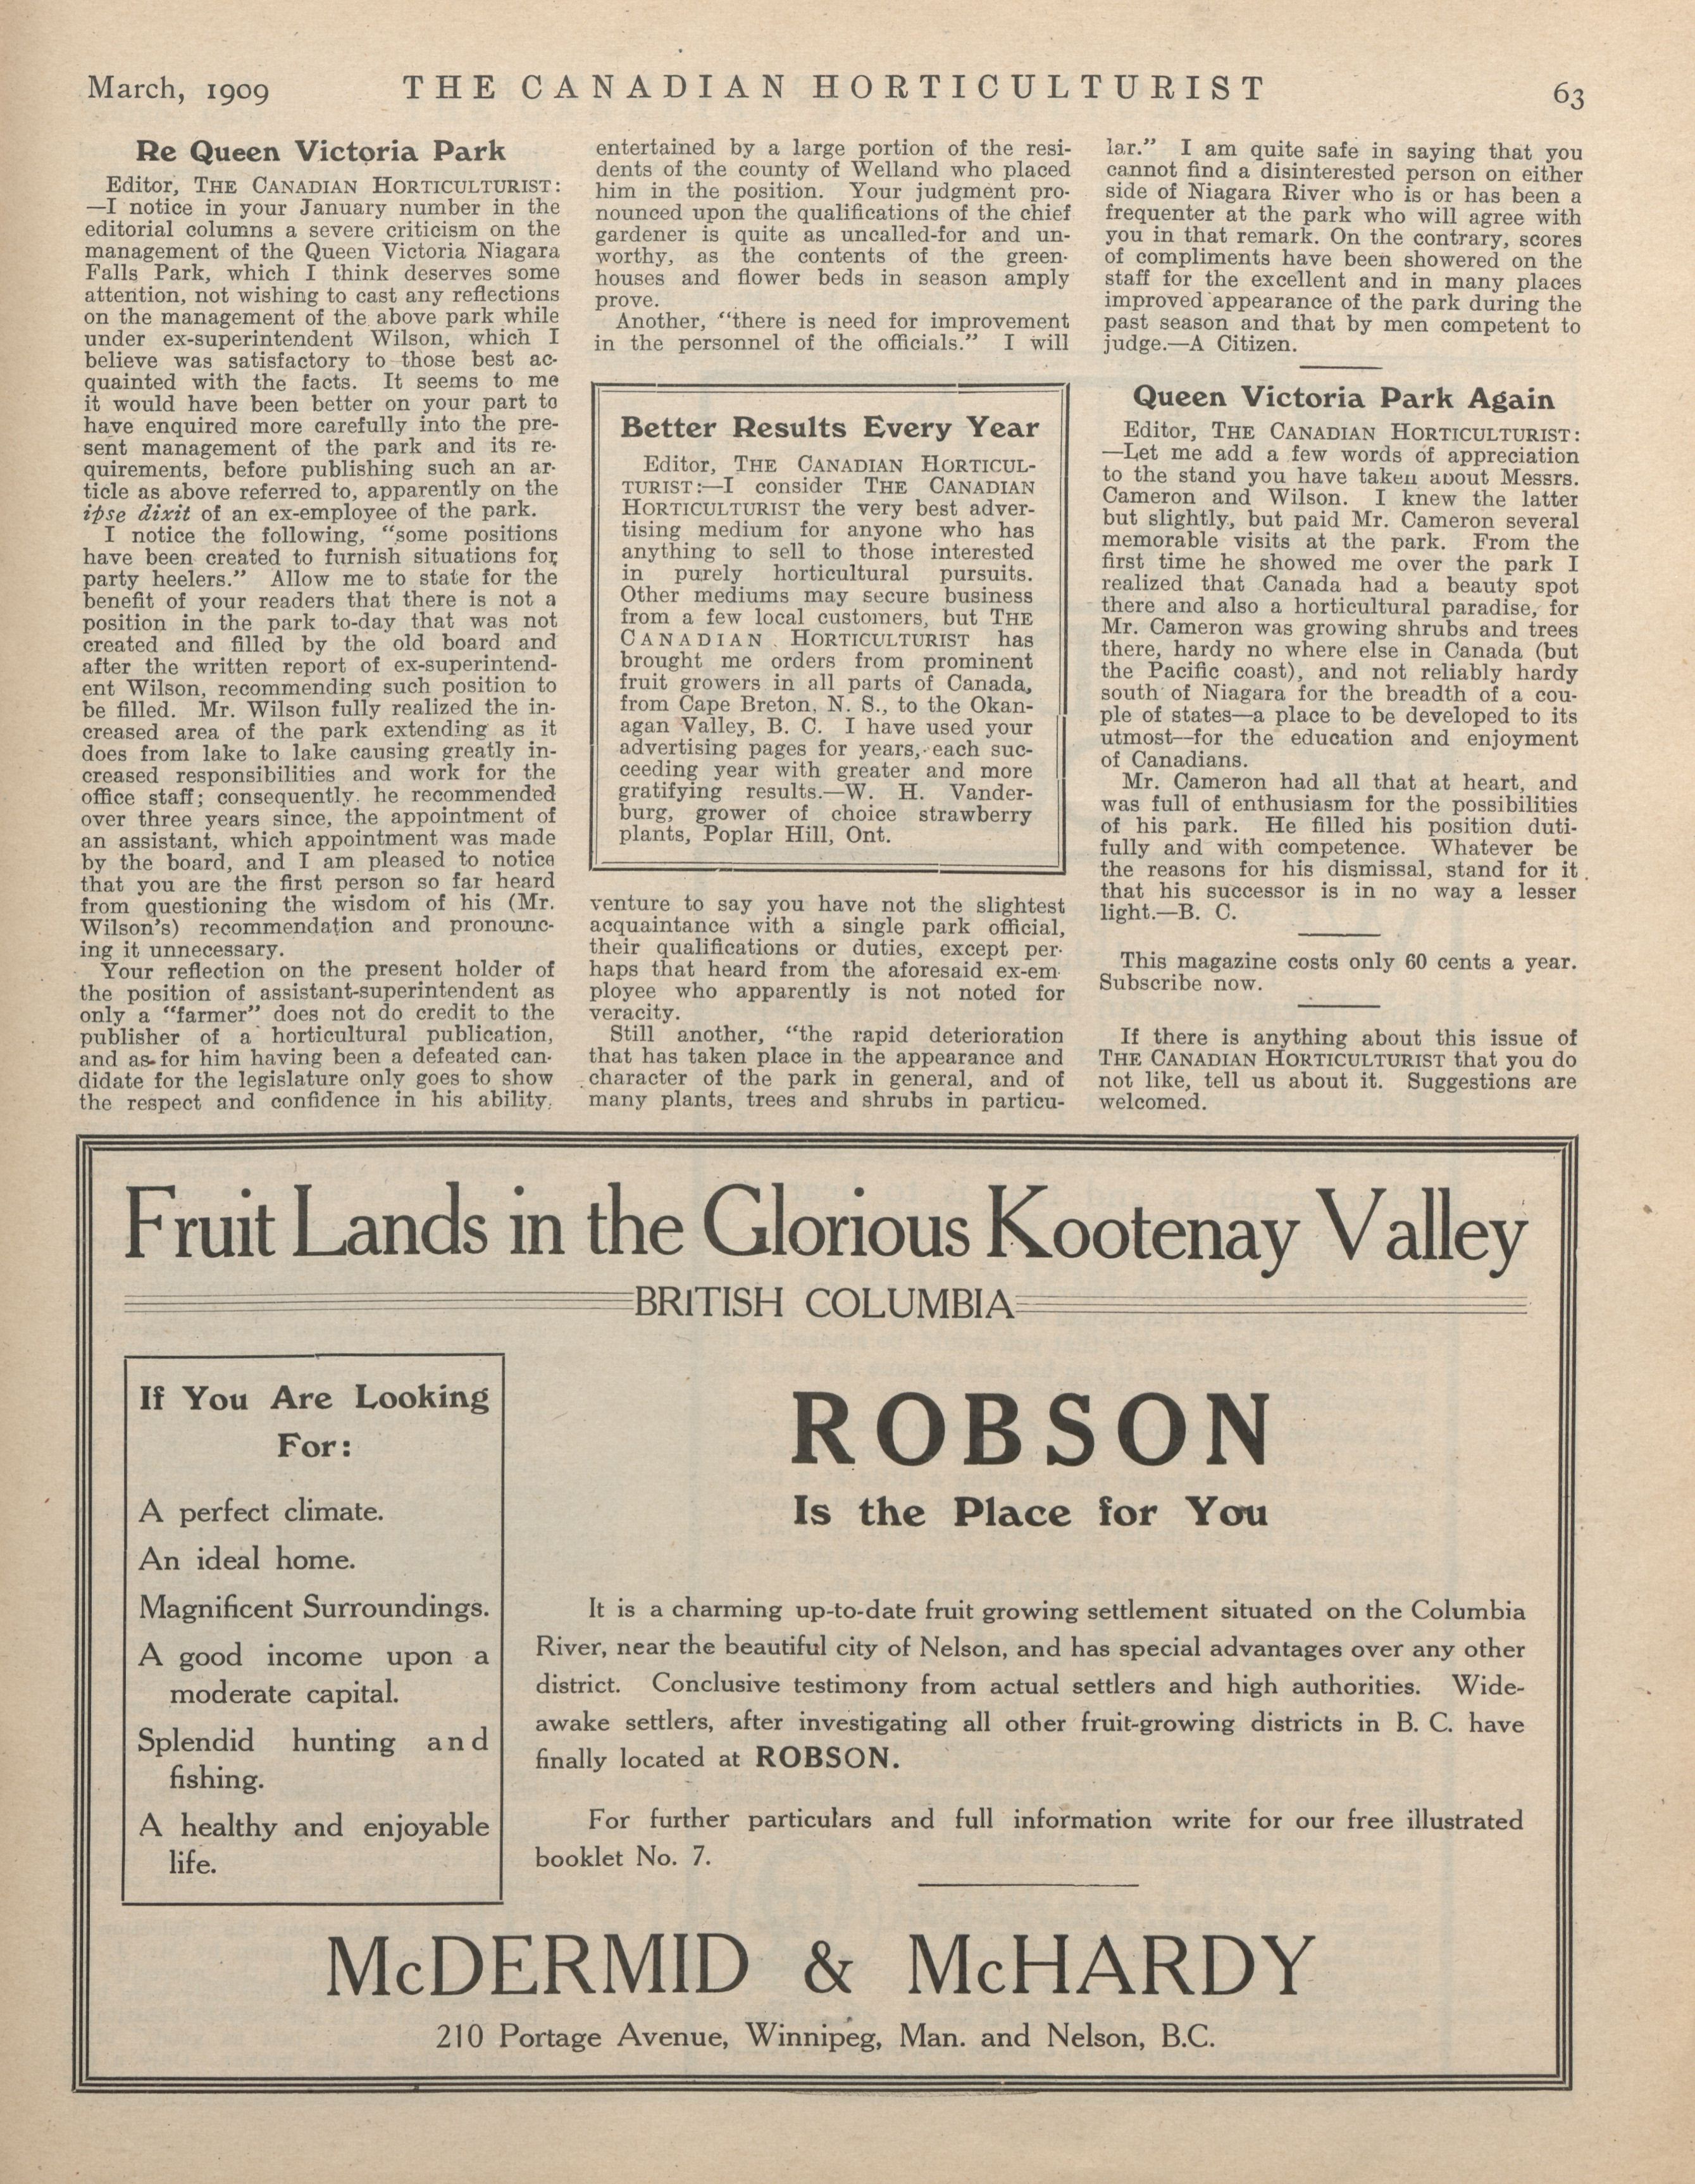 March, 1909
THE CANADIAN HORTICULTURIST
63
Re Queen Victoria Park
Editor, THE CANADIAN HORTICULTURIST:
—I notice in your January number in the
editorial columns a severe criticism on the
management of the Queen Victoria Niagara
Falls Park, which I think deserves some
attention, not wishing to cast any reflections
on the management of the above park while
under ex-superintendent Wilson, which I
believe was satisfactory to those best ac-
quainted with the facts. It seems to me
it would have been better on your part to
have enquired more carefully into the pre-
sent management of the park and its re-
quirements, before publishing such an ar-
ticle as above referred to, apparently on the
ipse dixit of an ex-employee of the park.
I notice the following, “some positions
have been created to furnish situations for
party heelers.” Allow me to state for the
benefit of your readers that there is not a
position in the park to-day that was not
created and filled by the old board and
after the written report of ex-superintend-
ent Wilson, recommending such position to
be filled. Mr. Wilson fully realized the in-
creased area of the park extending as it
does from lake to lake causing greatly in-
creased responsibilities and work for the
office staff; consequently. he recommended
over three years since, the appointment of
an assistant, which appointment was made
by the board, and I am pleased to notice
that you are the first person so far heard
from questioning the wisdom of his (Mr.
Wilson's) recommendation and pronounc-
ing it unnecessary.
Your reflection on the present holder of
the position of assistant-superintendent as
only a “farmer” does not do credit to the
publisher of a horticultural publication,
and as for him having been a defeated can-
didate for the legislature only goes to show
the respect and confidence in his ability,
entertained by a large portion of the resi-
dents of the county of Welland who placed
him in the position. Your judgment pro-
nounced upon the qualifications of the chief
gardener is quite as uncalled-for and un-
worthy, as the contents of the green-
houses and flower beds in season amply
prove.
Another, “there is need for improvement
in the personnel of the officials.” I will
Better Results Every Year
Editor, THE CANADIAN HORTICUL-
TURIST:—I consider THE CANADIAN
HORTICULTURIST the very best adver-
tising medium for anyone who has
anything to sell to those interested
in purely horticultural pursuits.
Other mediums may secure business
from a few local customers, but THE
CANADIAN HORTICULTURIST has
brought me orders from prominent
fruit growers in all parts of Canada,
from Cape Breton, N. S., to the Okan-
agan Valley, B. C. I have used your
advertising pages for years, each suc-
ceeding year with greater and more
gratifying results.—W. H. Vander-
burg, grower of choice strawberry
plants, Poplar Hill, Ont.
venture to say you have not the slightest
acquaintance with a single park official,
their qualifications or duties, except per-
haps that heard from the aforesaid ex-em-
ployee who apparently is not noted for
veracity.
Still another, “the rapid deterioration
that has taken place in the appearance and
character of the park in general, and of
many plants, trees and shrubs in particu-
lar.” I am quite safe in saying that you
cannot find a disinterested person on either
side of Niagara River who is or has been a
frequenter at the park who will agree with
you in that remark. On the contrary, scores
of compliments have been showered on the
staff for the excellent and in many places
improved appearance of the park during the
past season and that by men competent to
judge.—A Citizen.
Queen Victoria Park Again
Editor, THE CANADIAN HORTICULTURIST:
—Let me add a few words of appreciation
to the stand you have taken about Messrs.
Cameron and Wilson. I knew the latter
but slightly, but paid Mr. Cameron several
memorable visits at the park. From the
first time he showed me over the park I
realized that Canada had a beauty spot
there and also a horticultural paradise, for
Mr. Cameron was growing shrubs and trees
there, hardy no where else in Canada (but
the Pacific coast), and not reliably hardy
south of Niagara for the breadth of a cou-
ple of states—a place to be developed to its
utmost—for the education and enjoyment
of Canadians.
Mr. Cameron had all that at heart, and
was full of enthusiasm for the possibilities
of his park. He filled his position duti-
fully and with competence. Whatever be
the reasons for his dismissal, stand for it
that his successor is in no way a lesser
light.—B. C.
This magazine costs only 60 cents a year.
Subscribe now.
If there is anything about this issue of
THE CANADIAN HORTICULTURIST that you do
not like, tell us about it. Suggestions are
welcomed.
Fruit Lands in the Glorious Kootenay Valley
BRITISH COLUMBIA
If You Are Looking
For:
A perfect climate.
An ideal home.
Magnificent Surroundings.
A good income upon a
moderate capital.
Splendid hunting and
fishing.
A healthy and enjoyable
life.
ROBSON
Is the Place for You
It is a charming up-to-date fruit growing settlement situated on the Columbia
River, near the beautiful city of Nelson, and has special advantages over any other
district. Conclusive testimony from actual settlers and high authorities. Wide-
awake settlers, after investigating all other fruit-growing districts in B. C. have
finally located at ROBSON.
For further particulars and full information write for our free illustrated
booklet No. 7.
McDERMID & McHARDY
210 Portage Avenue, Winnipeg, Man. and Nelson, B.C.